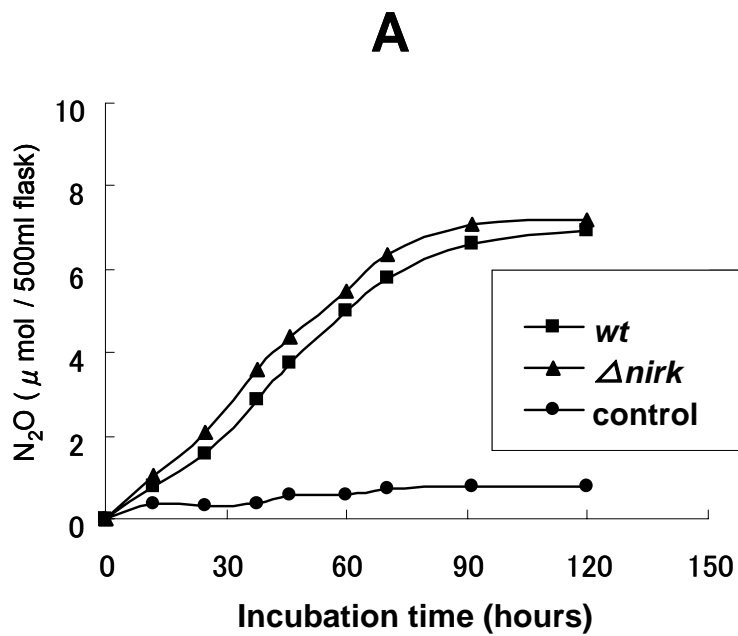 A
N₂O ( μ mol / 500ml flask)
10
8
6
4
2
0
0 30 60 90 120 150
Incubation time (hours)
wt
△nirk
control